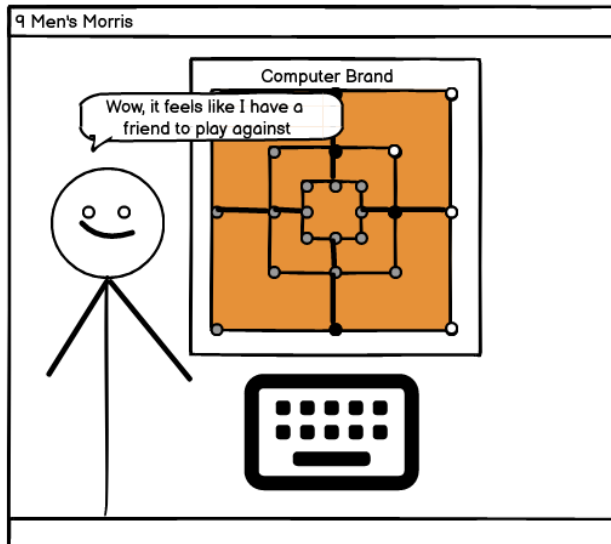 9 Men's Morris
Computer Brand
Wow, it feels like I have a
friend to play against